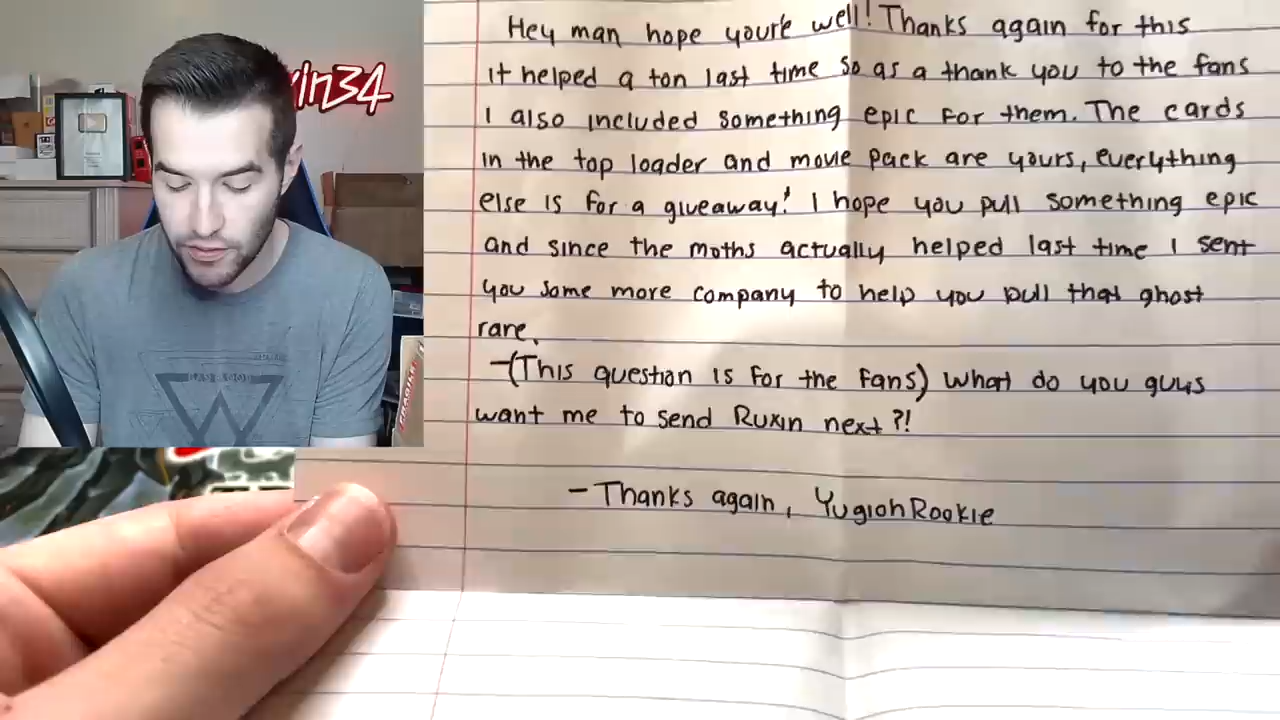 xin34
Hey man hope you're well! Thanks again for this
it helped a ton last time so as a thank you to the fans
I also included something epic for them. The cards
in the top loader and movie pack are yours, everything
else is for a giveaway! I hope you pull something epic
and since the moths actually helped last time I sent
you some more company to help you pull that ghost
rare.
-(This question is for the fans) What do you guys
want me to send Ruxin next?!
-Thanks again, YugiohRookie